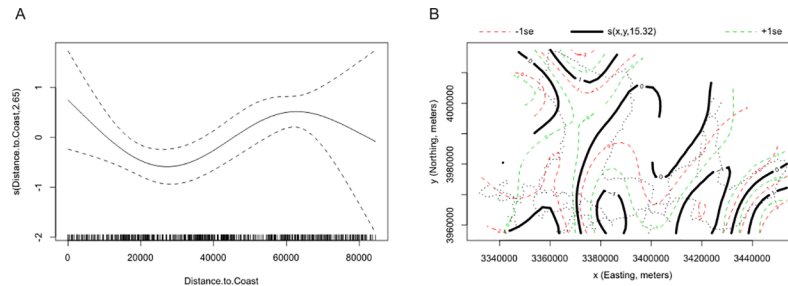 A
s(Distance.to.Coast,2.65)
1
0
-1
-2
0 20000 40000 60000 80000
Distance.to.Coast
B
-1se s(x,y,15.32) +1se
y (Northing, meters)
4000000
3980000
3960000
3340000 3360000 3380000 3400000 3420000 3440000
x (Easting, meters)